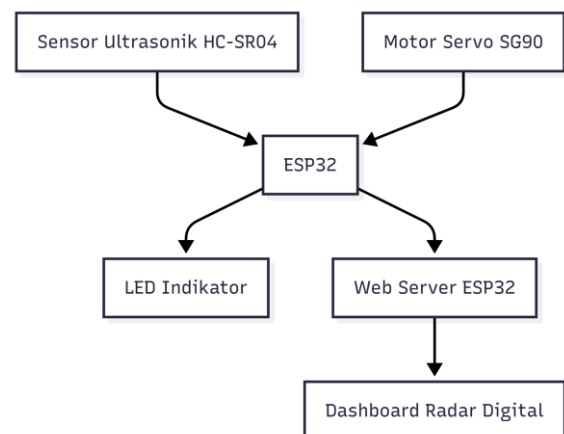 Sensor Ultrasonik HC-SR04
Motor Servo SG90
ESP32
LED Indikator
Web Server ESP32
Dashboard Radar Digital